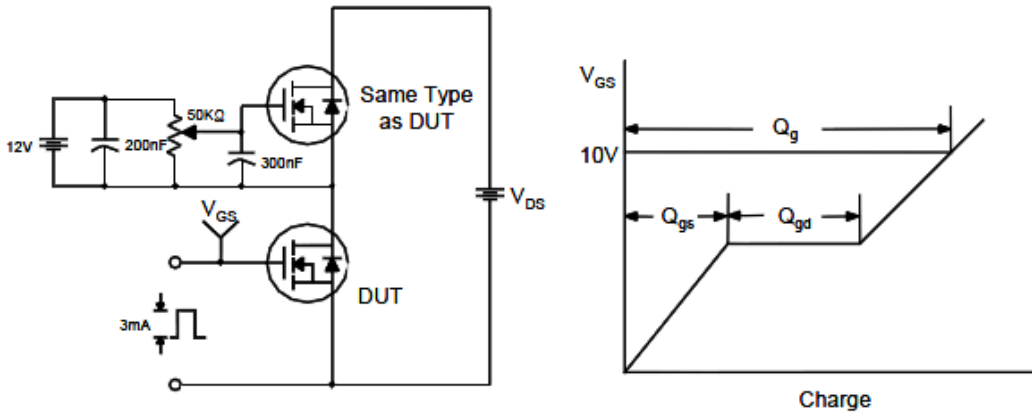 12V
200nF
50KΩ
300nF
Same Type
as DUT
V_DS
V_GS
DUT
3mA
V_GS
10V
Q_g
Q_gs
Q_gd
Charge